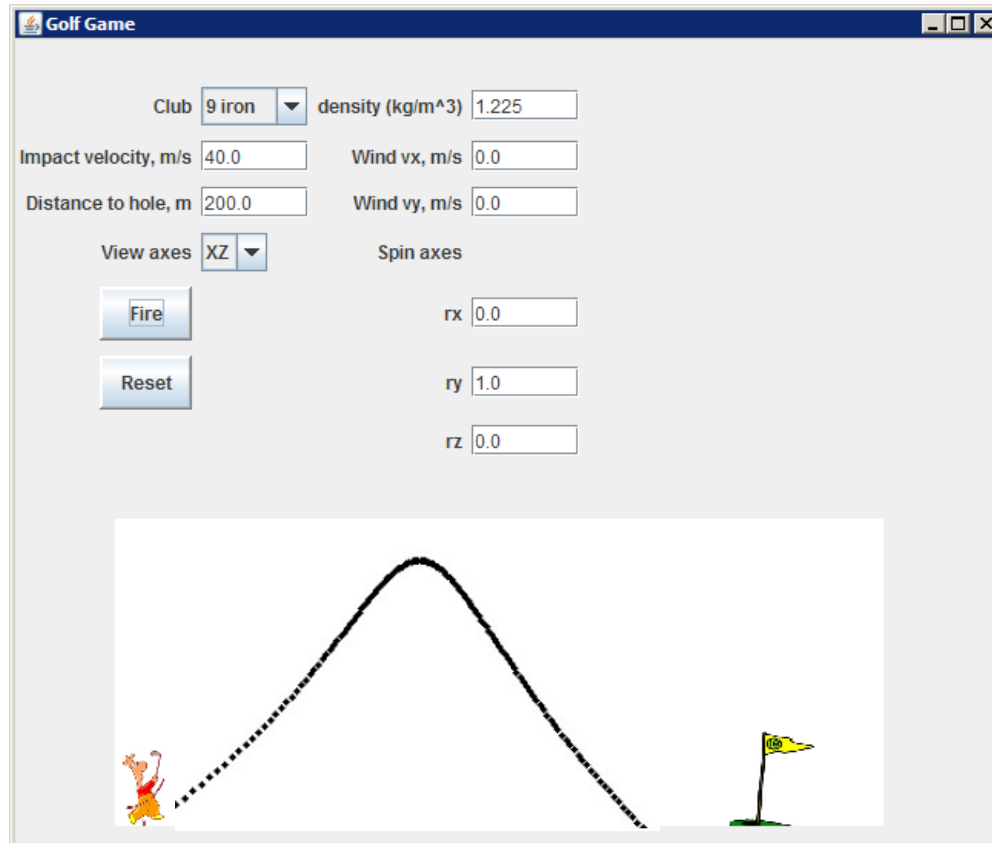 Golf Game
Club 9 iron density (kg/m^3) 1.225
Impact velocity, m/s 40.0 Wind vx, m/s 0.0
Distance to hole, m 200.0 Wind vy, m/s 0.0
View axes XZ Spin axes
Fire rx 0.0
Reset ry 1.0
rz 0.0